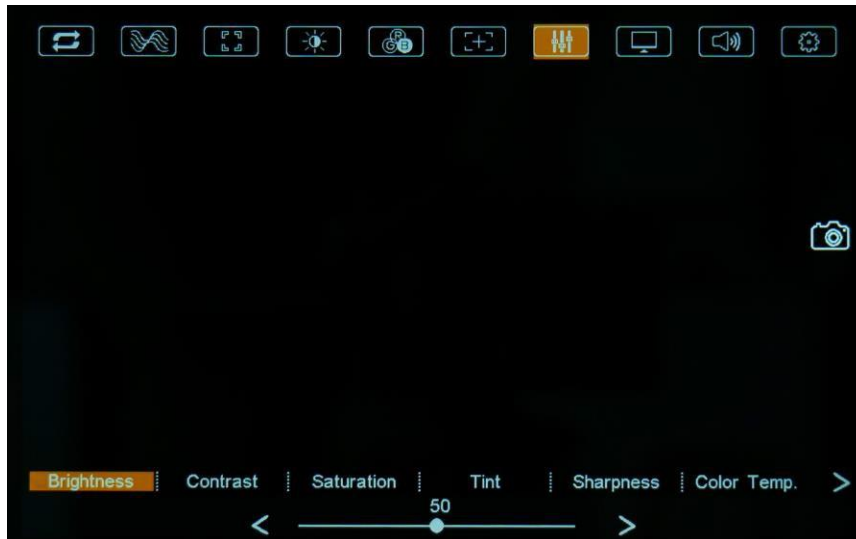 R
G B
Brightness Contrast Saturation Tint Sharpness Color Temp. >
50
< >